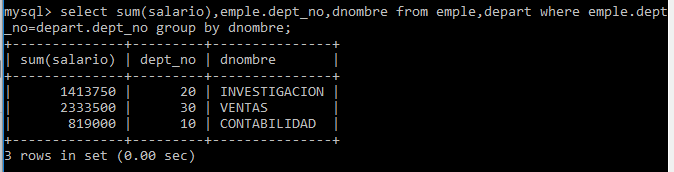 mysql> select sum(salario),emple.dept_no,dnombre from emple,depart where emple.dept
_no=depart.dept_no group by dnombre;
+--------------+---------+---------------+
| sum(salario) | dept_no | dnombre       |
+--------------+---------+---------------+
|      1413750 |      20 | INVESTIGACION |
|      2333500 |      30 | VENTAS        |
|       819000 |      10 | CONTABILIDAD  |
+--------------+---------+---------------+
3 rows in set (0.00 sec)